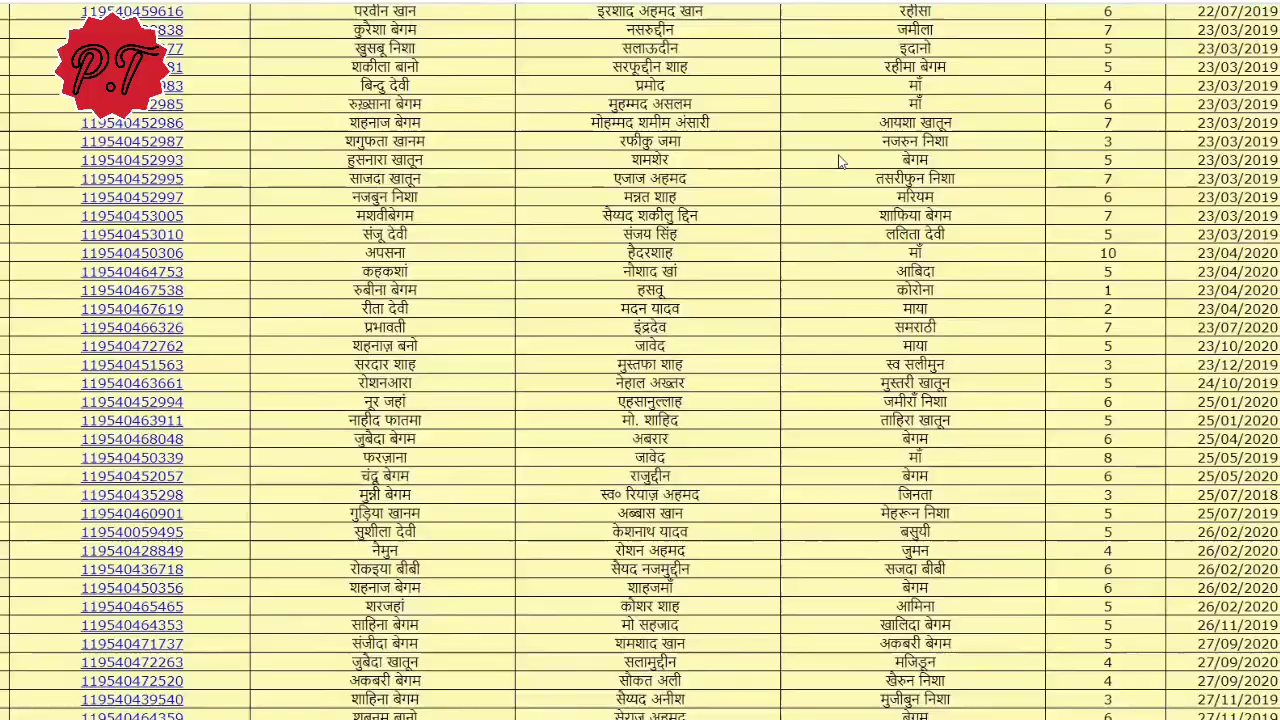 119540459616 परवीन खान इरशाद अहमद खान रहीसा 6 22/07/2019
838 कुरैशा बेगम नसरुद्दीन जमीला 7 23/03/2019
77 खुसबू निशा सलाऊदीन इदानो 5 23/03/2019
81 शकीला बानो सरफूद्दीन शाह रहीमा बेगम 5 23/03/2019
983 बिन्दु देवी प्रमोद माँ 4 23/03/2019
2985 रुख़्साना बेगम मुहम्मद असलम माँ 6 23/03/2019
P.T
119540452986 शहनाज बेगम मोहम्मद शमीम अंसारी आयशा खातून 7 23/03/2019
119540452987 शगुफता खानम रफीकु जमा नजरुन निशा 3 23/03/2019
119540452993 हुसनारा खातून शमशेर बेगम 5 23/03/2019
119540452995 साजदा खातून एजाज अहमद तसरीफुन निशा 7 23/03/2019
119540452997 नजबुन निशा मन्नत शाह मरियम 6 23/03/2019
119540453005 मशवीबेगम सैय्यद शकीलु द्दिन शाफिया बेगम 7 23/03/2019
119540453010 संजू देवी संजय सिंह ललिता देवी 5 23/03/2019
119540450306 अपसना हैदरशाह माँ 10 23/04/2020
119540464753 कहकशां नौशाद खां आबिदा 5 23/04/2020
119540467538 रुबीना बेगम हसवू कोरोना 1 23/04/2020
119540467619 रीता देवी मदन यादव माया 2 23/04/2020
119540466326 प्रभावती इंद्रदेव समराठी 7 23/07/2020
119540472762 शहनाज़ बनो जावेद माया 5 23/10/2020
119540451563 सरदार शाह मुस्तफा शाह स्व सलीमुन 3 23/12/2019
119540463661 रोशनआरा नेहाल अख्तर मुस्तरी खातून 5 24/10/2019
119540452994 नूर जहां एहसानुल्लाह जमीराँ निशा 6 25/01/2020
119540463911 नाहीद फातमा मो. शाहिद ताहिरा खातून 5 25/01/2020
119540468048 जुबैदा बेगम अबरार बेगम 6 25/04/2020
119540450339 फरज़ाना जावेद माँ 8 25/05/2019
119540452057 चंदू बेगम राजुद्दीन बेगम 6 25/05/2020
119540435298 मुन्नी बेगम स्व० रियाज़ अहमद जिनता 3 25/07/2018
119540460901 गुड़िया खानम अब्बास खान मेहरून निशा 5 25/07/2019
119540059495 सुशीला देवी केशनाथ यादव बसुयी 5 26/02/2020
119540428849 नैमुन रोशन अहमद जुमन 4 26/02/2020
119540436718 रोकइया बीबी सैयद नजमुद्दीन सजदा बीबी 6 26/02/2020
119540450356 शहनाज बेगम शाहजमाँ बेगम 6 26/02/2020
119540465465 शरजहां कौशर शाह आमिना 5 26/02/2020
119540464353 साहिना बेगम मो सहजाद खालिदा बेगम 5 26/11/2019
119540471737 संजीदा बेगम शमशाद खान अकबरी बेगम 5 27/09/2020
119540472263 जुबैदा खातून सलामुद्दीन मजिडून 4 27/09/2020
119540472520 अकबरी बेगम सौकत अली खैरुन निशा 4 27/09/2020
119540439540 शाहिना बेगम सैय्यद अनीश मुजीबुन निशा 3 27/11/2019
119540464359 शबनम बानो सेराज अहमद बेगम 6 27/11/2019